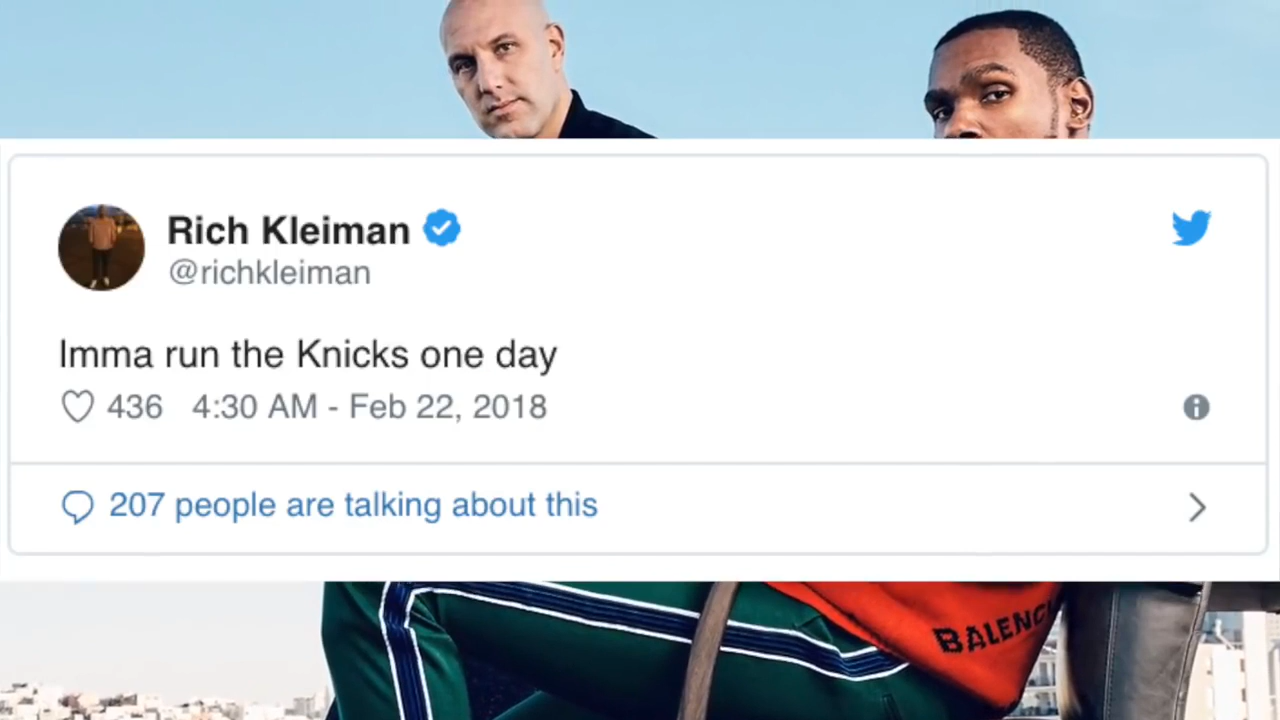 Rich Kleiman
@richkleiman
Imma run the Knicks one day
436 4:30 AM - Feb 22, 2018
207 people are talking about this
BALENC